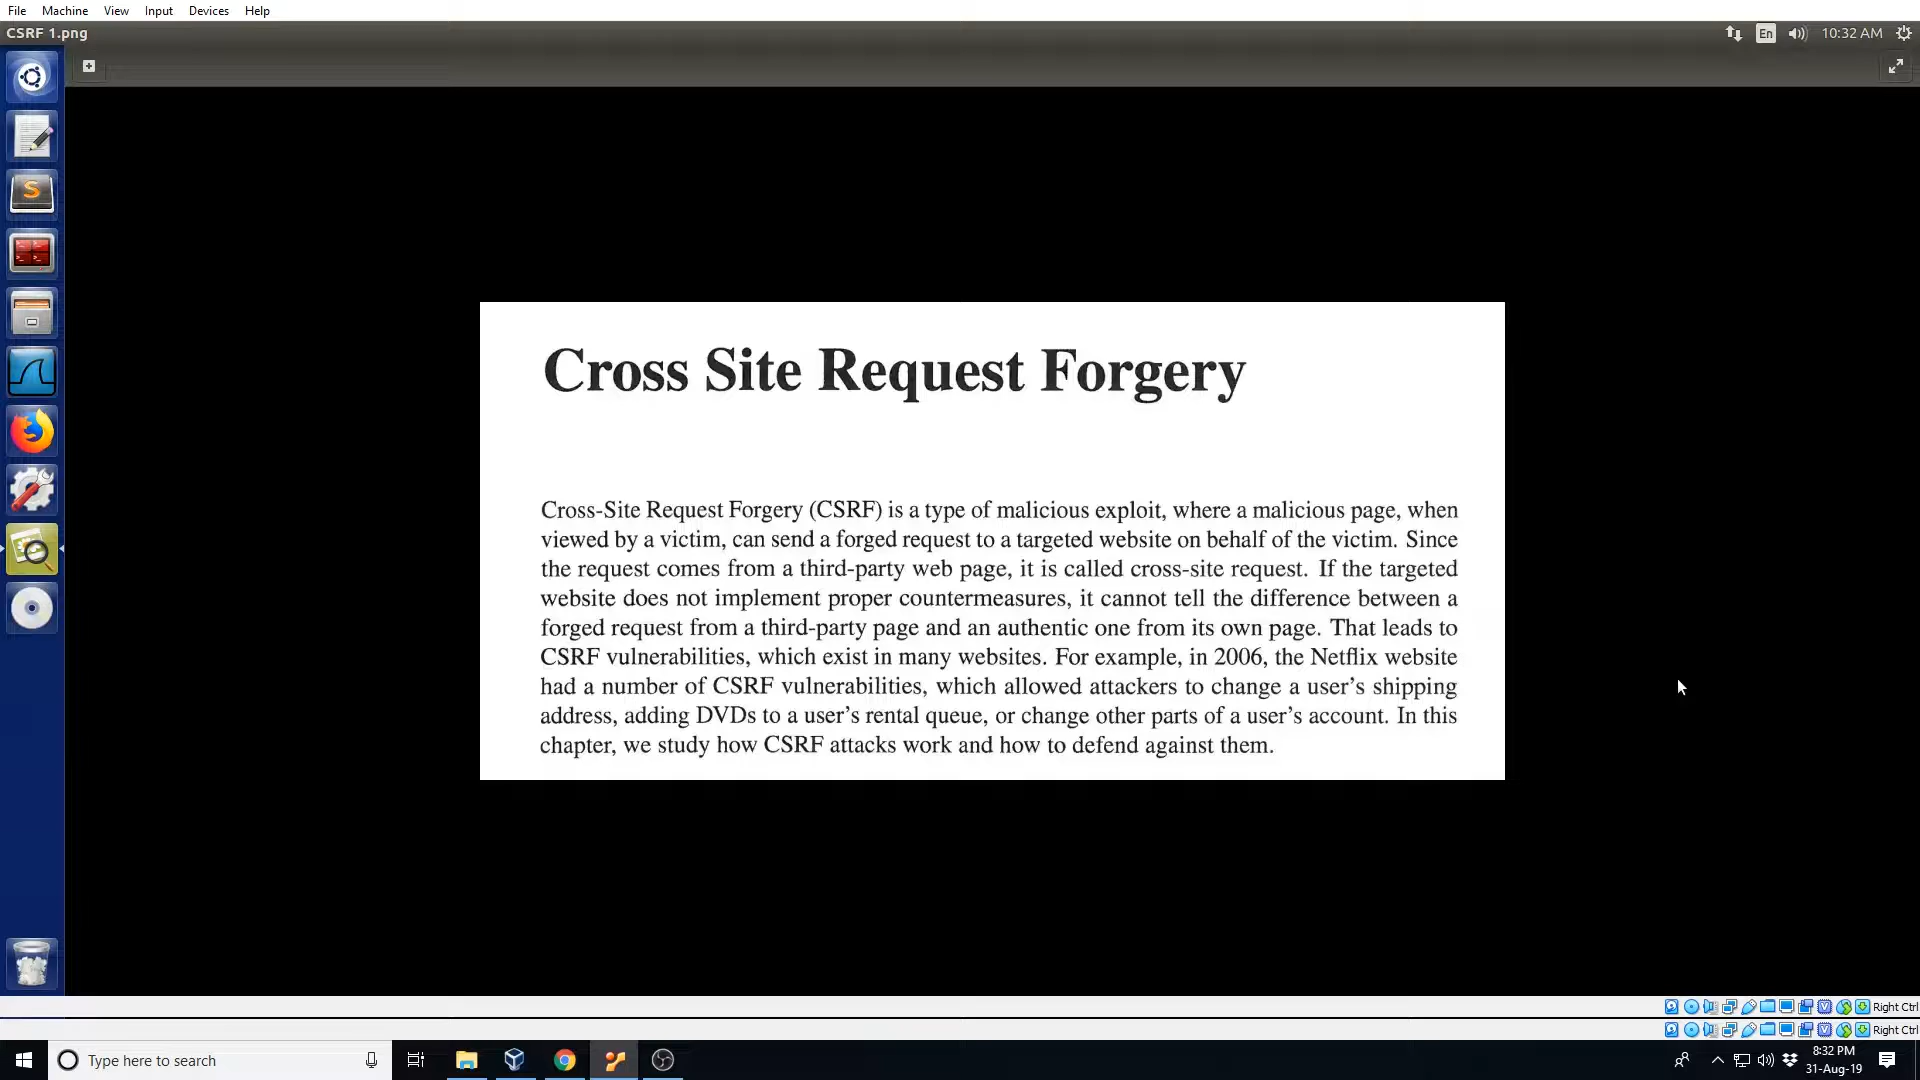 File Machine View Input Devices Help
CSRF 1.png
En
10:32 AM
Cross Site Request Forgery
Cross-Site Request Forgery (CSRF) is a type of malicious exploit, where a malicious page, when
viewed by a victim, can send a forged request to a targeted website on behalf of the victim. Since
the request comes from a third-party web page, it is called cross-site request. If the targeted
website does not implement proper countermeasures, it cannot tell the difference between a
forged request from a third-party page and an authentic one from its own page. That leads to
CSRF vulnerabilities, which exist in many websites. For example, in 2006, the Netflix website
had a number of CSRF vulnerabilities, which allowed attackers to change a user's shipping
address, adding DVDs to a user's rental queue, or change other parts of a user's account. In this
chapter, we study how CSRF attacks work and how to defend against them.
Right Ctrl
Right Ctrl
Type here to search
8:32 PM
31-Aug-19